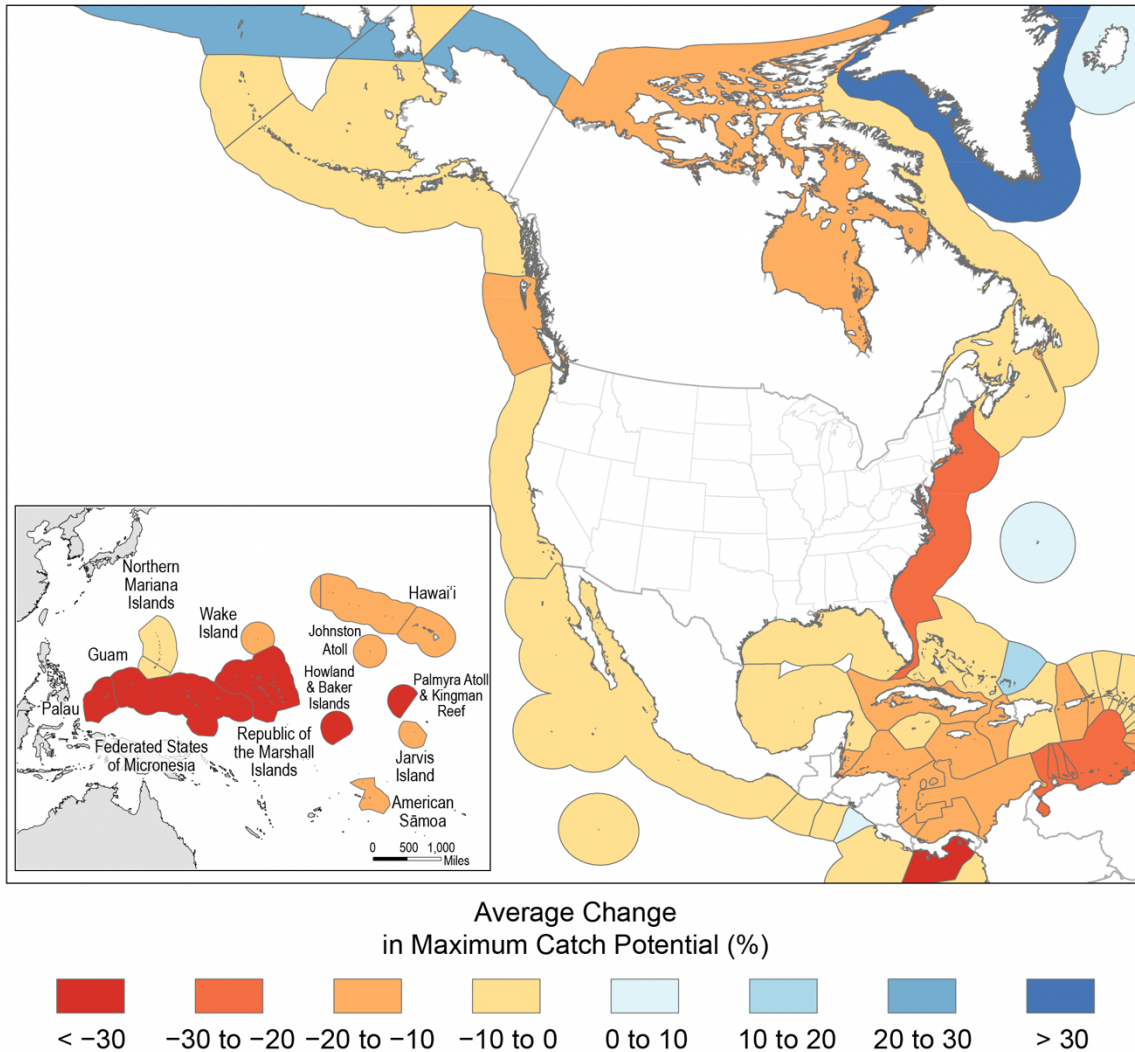 Northern
Mariana
Islands
Guam
Palau
Federated States
of Micronesia
Wake
Island
Republic of
the Marshall
Islands
Johnston
Atoll
Howland
& Baker
Islands
Hawaiʻi
Palmyra Atoll
& Kingman
Reef
Jarvis
Island
American
Sāmoa
0 500 1,000
Miles
Average Change
in Maximum Catch Potential (%)
< −30 −30 to −20 −20 to −10 −10 to 0 0 to 10 10 to 20 20 to 30 > 30